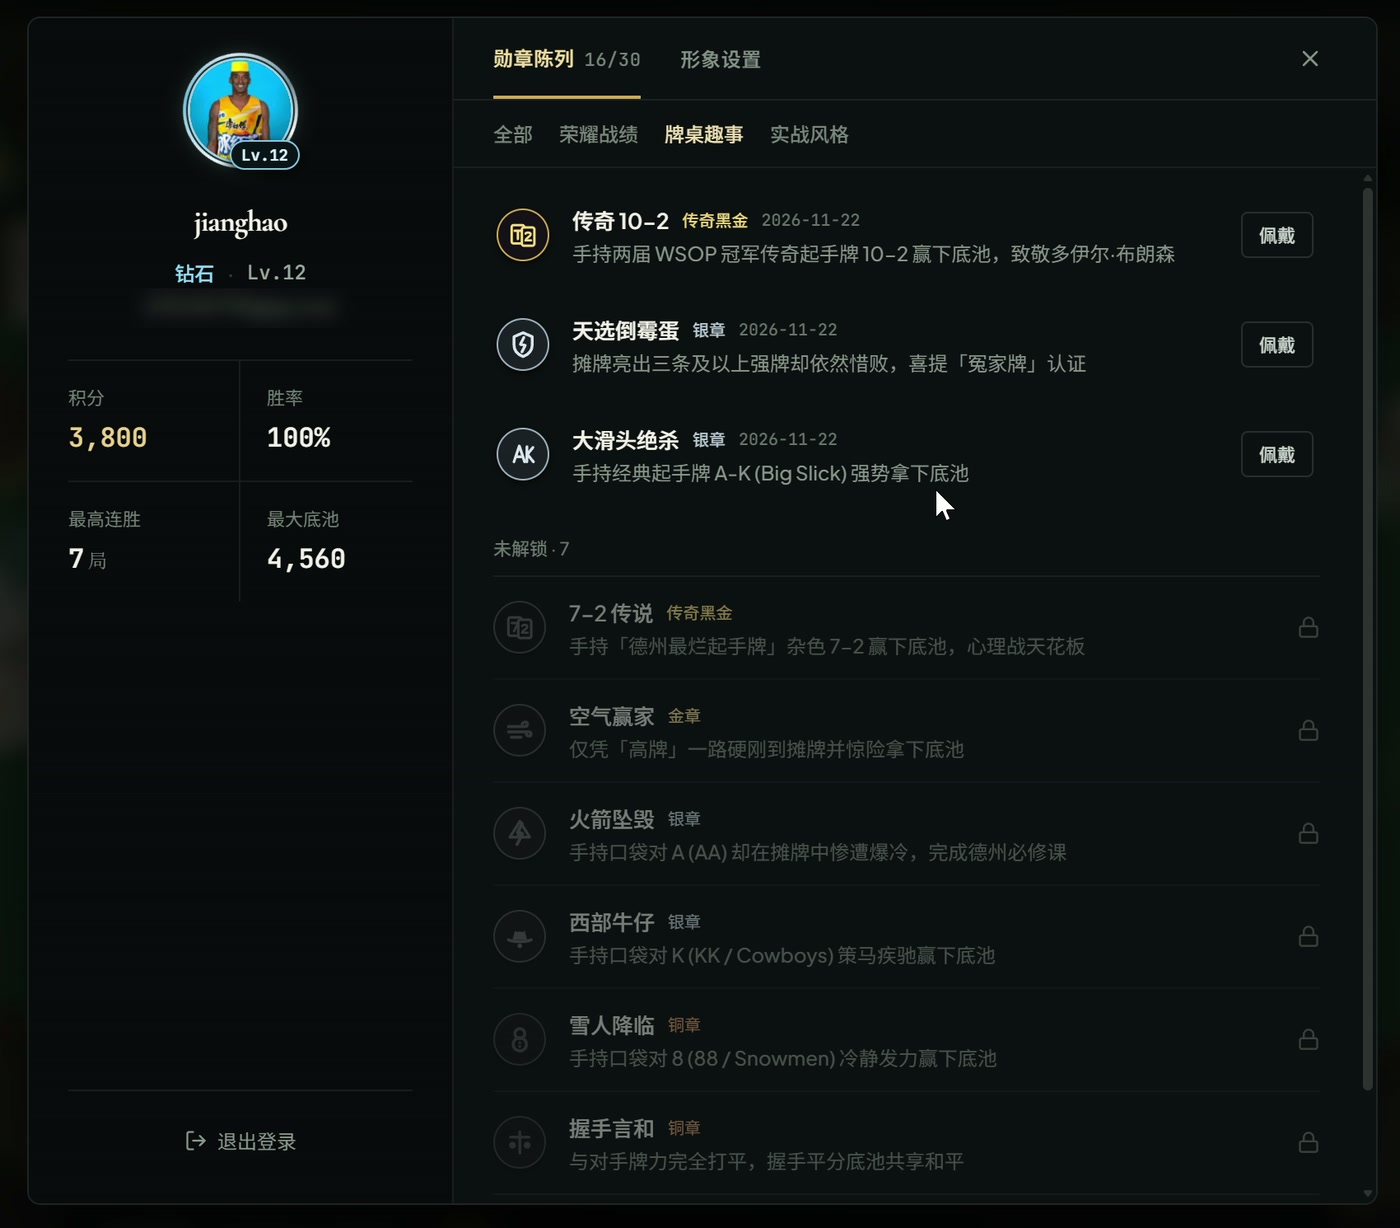 Lv.12
jianghao
钻石 · Lv.12
积分
3,800
胜率
100%
最高连胜
7局
最大底池
4,560
退出登录
勋章陈列 16/30
形象设置
全部 荣耀战绩 牌桌趣事 实战风格
传奇 10-2 传奇黑金 2026-11-22
手持两届 WSOP 冠军传奇起手牌 10-2 赢下底池，致敬多伊尔·布朗森
佩戴
天选倒霉蛋 银章 2026-11-22
摊牌亮出三条及以上强牌却依然惜败，喜提「冤家牌」认证
佩戴
AK
大滑头绝杀 银章 2026-11-22
手持经典起手牌 A-K (Big Slick) 强势拿下底池
佩戴
未解锁 · 7
72
7-2 传说 传奇黑金
手持「德州最烂起手牌」杂色 7-2 赢下底池，心理战天花板
空气赢家 金章
仅凭「高牌」一路硬刚到摊牌并惊险拿下底池
火箭坠毁 银章
手持口袋对 A (AA) 却在摊牌中惨遭爆冷，完成德州必修课
西部牛仔 银章
手持口袋对 K (KK / Cowboys) 策马疾驰赢下底池
8
雪人降临 铜章
手持口袋对 8 (88 / Snowmen) 冷静发力赢下底池
握手言和 铜章
与对手牌力完全打平，握手平分底池共享和平